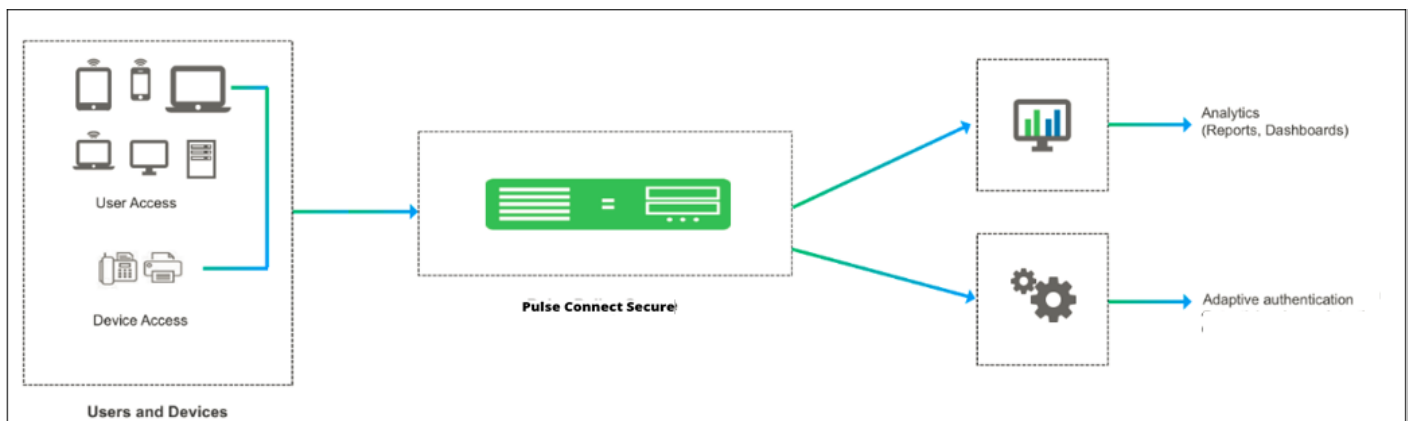 User Access
Device Access
Users and Devices
Pulse Connect Secure
Analytics
(Reports, Dashboards)
Adaptive authentication